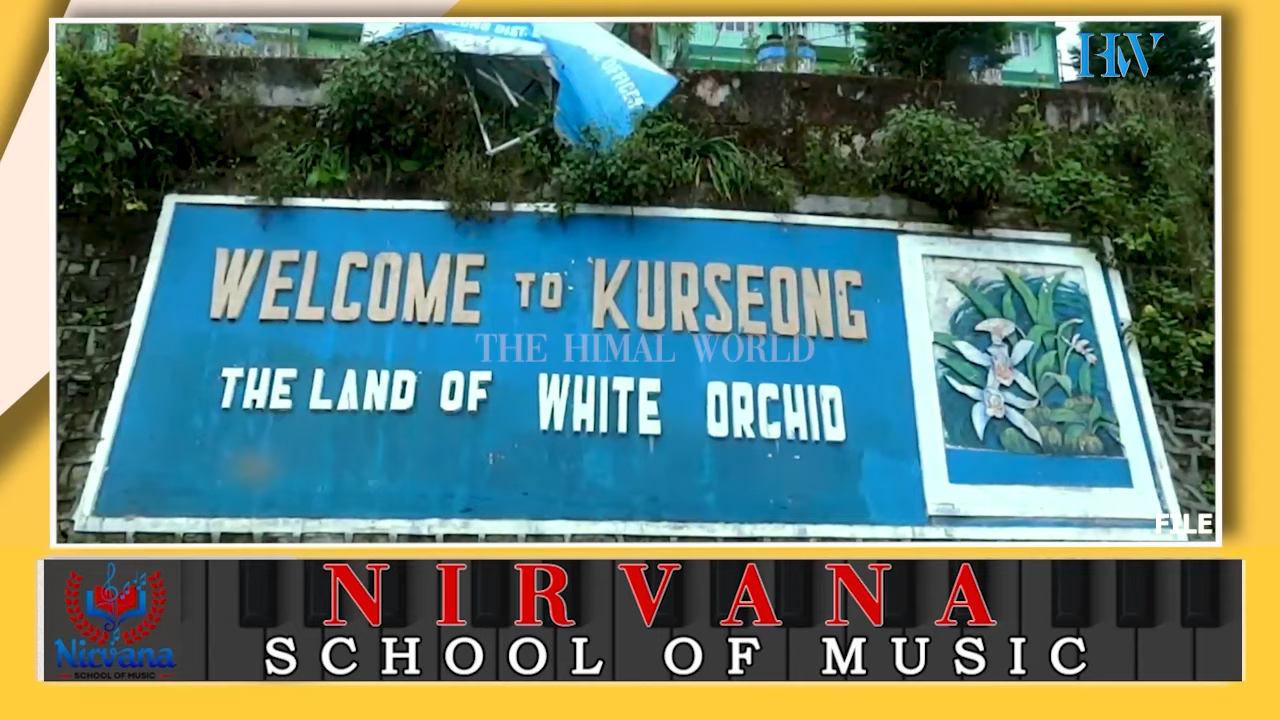 HW
WELCOME TO KURSEONG
THE HIMAL WORLD
THE LAND OF WHITE ORCHID
FILE
NIRVANA
SCHOOL OF MUSIC
Nirvana
SCHOOL OF MUSIC